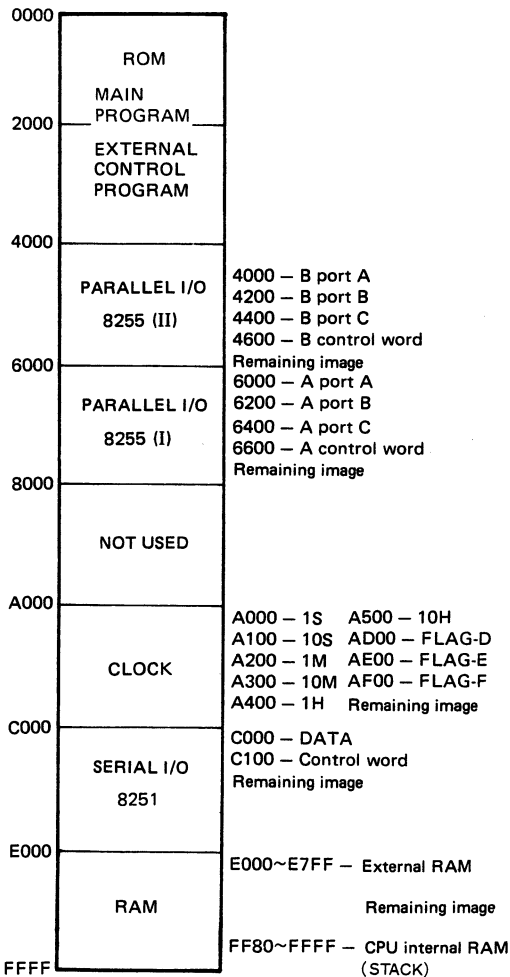 0000
ROM
MAIN
PROGRAM
2000
EXTERNAL
CONTROL
PROGRAM
4000
PARALLEL I/O
8255 (II)
4000 — B port A
4200 — B port B
4400 — B port C
4600 — B control word
Remaining image
6000
PARALLEL I/O
8255 (I)
6000 — A port A
6200 — A port B
6400 — A port C
6600 — A control word
Remaining image
8000
NOT USED
A000
CLOCK
A000 — 1S A500 — 10H
A100 — 10S AD00 — FLAG-D
A200 — 1M AE00 — FLAG-E
A300 — 10M AF00 — FLAG-F
A400 — 1H Remaining image
C000
SERIAL I/O
8251
C000 — DATA
C100 — Control word
Remaining image
E000
RAM
E000~E7FF — External RAM
Remaining image
FF80~FFFF — CPU internal RAM
(STACK)
FFFF